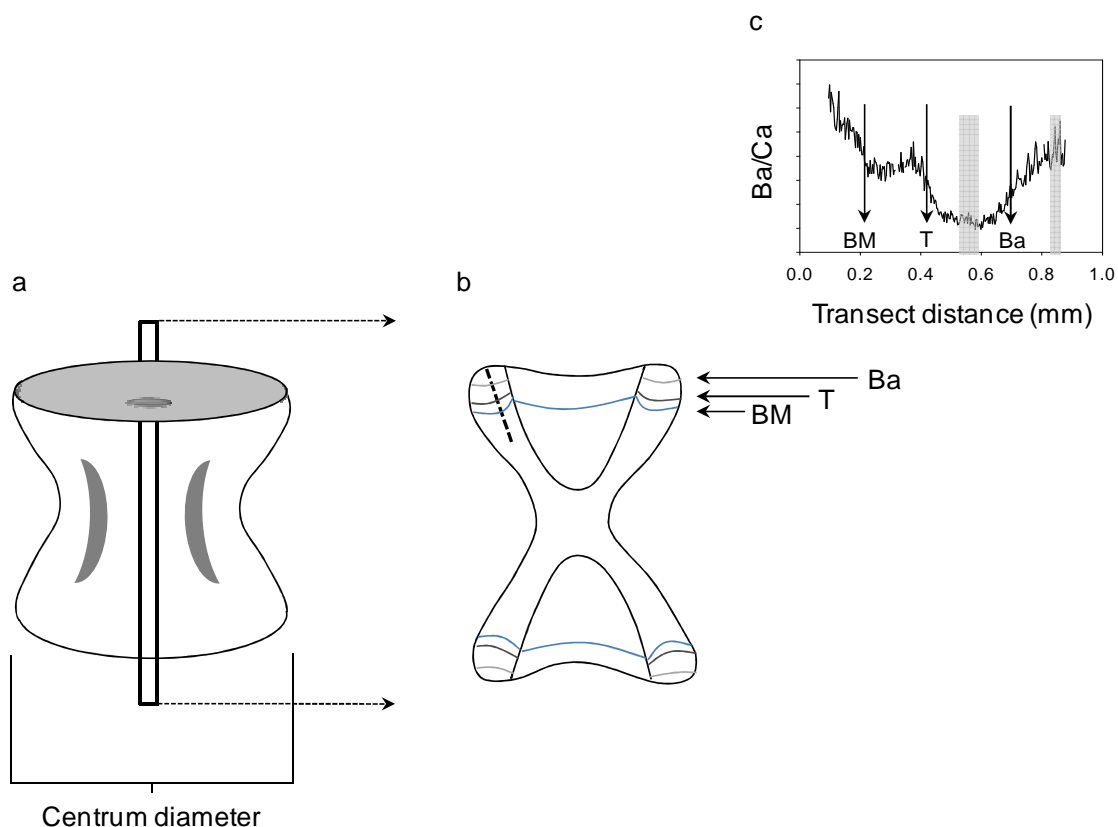 c
Ba/Ca
BM
T
Ba
0.0 0.2 0.4 0.6 0.8 1.0
Transect distance (mm)
a
b
Ba
T
BM
Centrum diameter